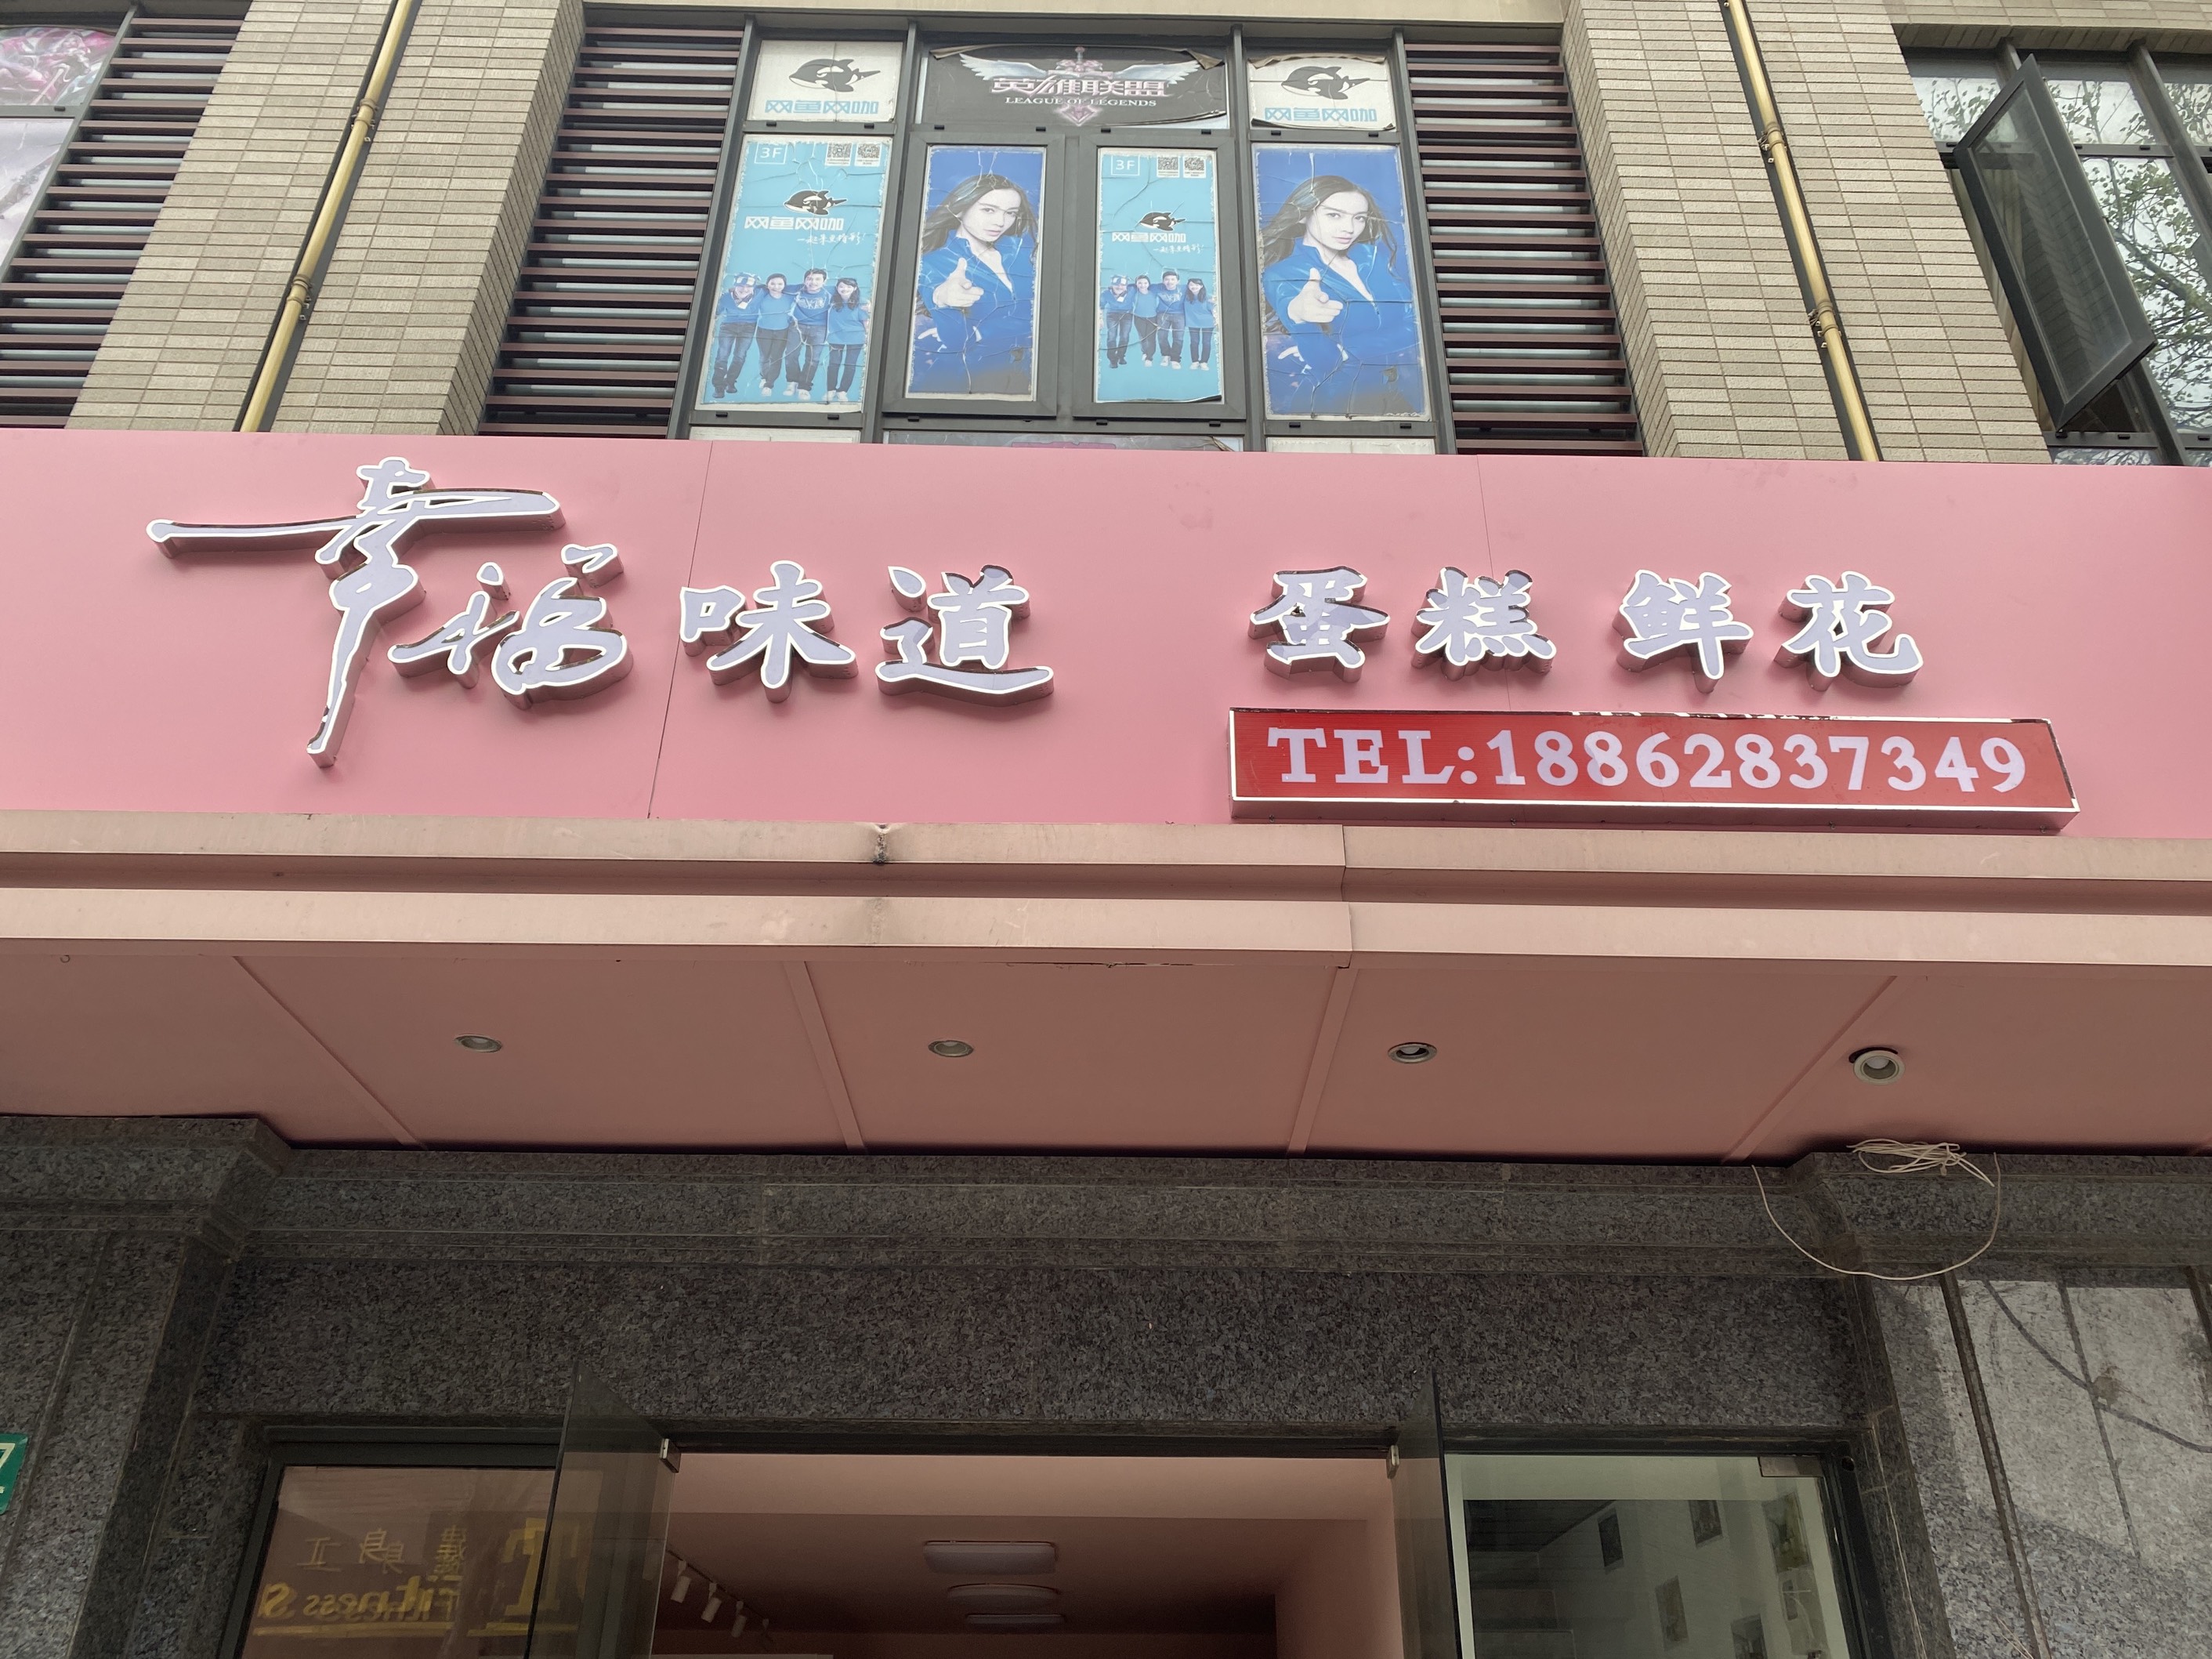 网鱼网咖
英雄联盟
LEAGUE OF LEGENDS
网鱼网咖
3F
网鱼网咖
3F
网鱼网咖
幸福味道 蛋糕 鲜花
TEL:18862837349
Fitness S